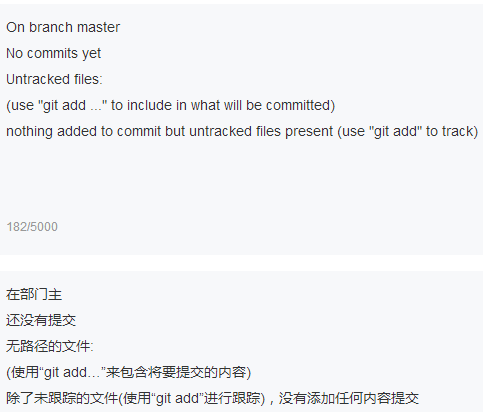 On branch master
No commits yet
Untracked files:
(use "git add ..." to include in what will be committed)
nothing added to commit but untracked files present (use "git add" to track)
182/5000
在部门主
还没有提交
无路径的文件:
(使用“git add…”来包含将要提交的内容)
除了未跟踪的文件(使用“git add”进行跟踪)，没有添加任何内容提交